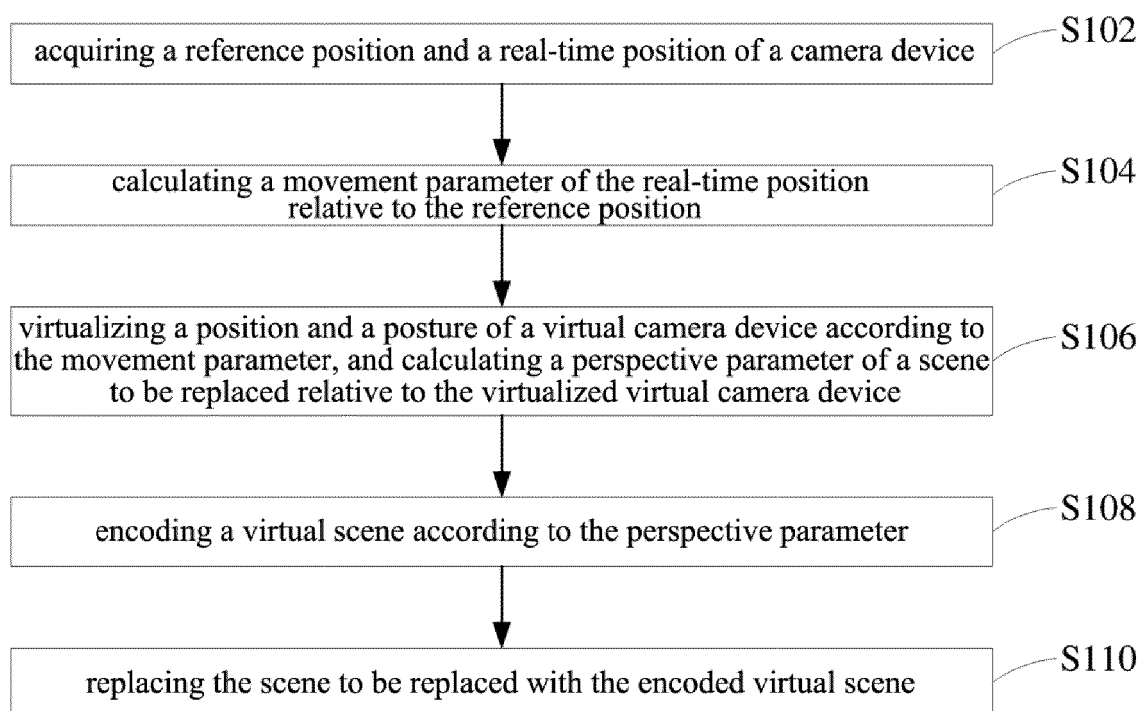 acquiring a reference position and a real-time position of a camera device
S102
calculating a movement parameter of the real-time position
relative to the reference position
S104
virtualizing a position and a posture of a virtual camera device according to
the movement parameter, and calculating a perspective parameter of a scene
to be replaced relative to the virtualized virtual camera device
S106
encoding a virtual scene according to the perspective parameter
S108
replacing the scene to be replaced with the encoded virtual scene
S110